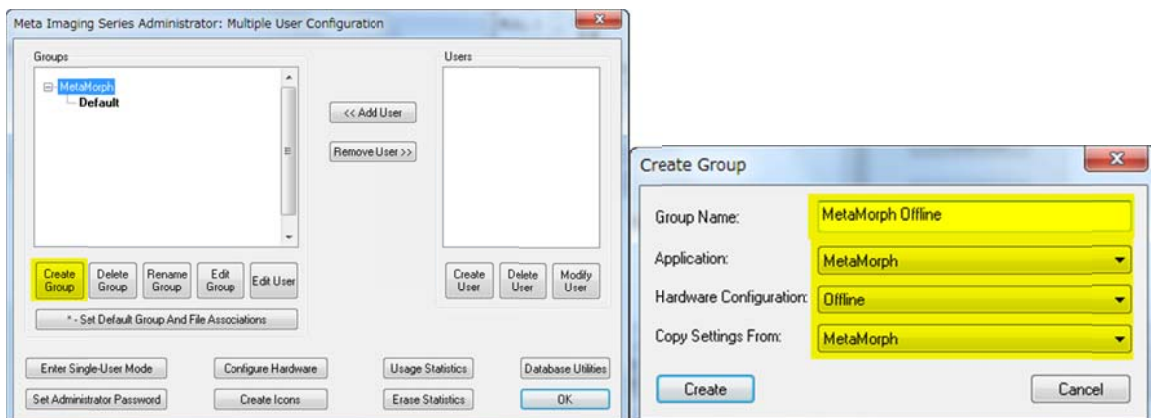 Meta Imaging Series Administrator: Multiple User Configuration
Groups
MetaMorph
Default
<< Add User
Remove User >>
Users
Create Group
Delete Group
Rename Group
Edit Group
Edit User
Create User
Delete User
Modify User
* - Set Default Group And File Associations
Enter Single-User Mode
Configure Hardware
Usage Statistics
Database Utilities
Set Administrator Password
Create Icons
Erase Statistics
OK
Create Group
Group Name:
MetaMorph Offline
Application:
MetaMorph
Hardware Configuration:
Offline
Copy Settings From:
MetaMorph
Create
Cancel